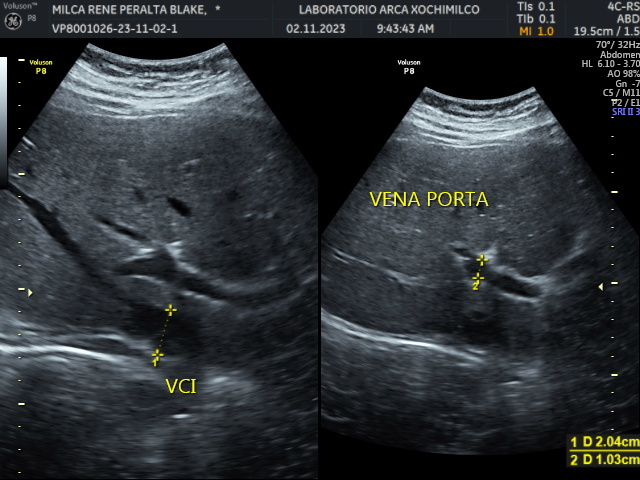 Voluson™
GE
P8
MILCA RENE PERALTA BLAKE, *
VP8001026-23-11-02-1
LABORATORIO ARCA XOCHIMILCO
02.11.2023 9:43:43 AM
TIs 0.1
Tib 0.1
MI 1.0
4C-RS
ABD
19.5cm / 1.5
70°/ 32Hz
Abdomen
HL 6.10 - 3.70
AO 98%
Gn -7
C5 / M11
P2 / E1
SRI II 3
Voluson
P8
Voluson
P8
VENA PORTA
2
VCI
1 D 2.04cm
2 D 1.03cm